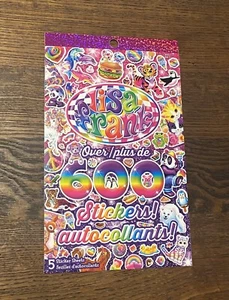 Lisa
Frank
Over/plus de
600
Stickers!
autocollants!
5 Sticker Sheets
Feuilles d'autocollants